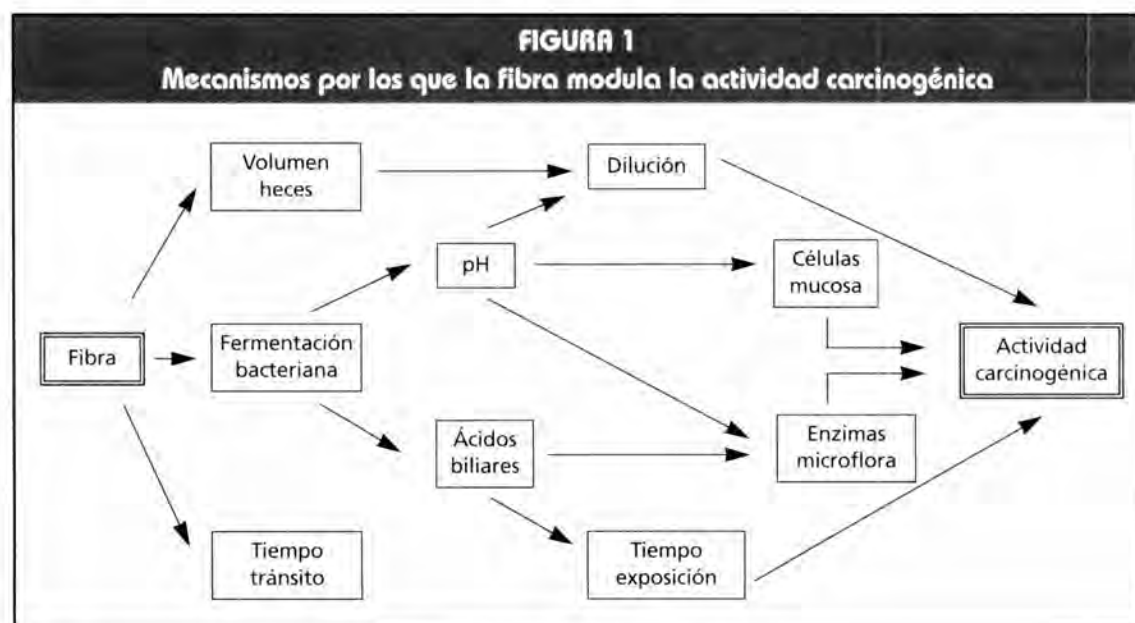 FIGURA 1
Mecanismos por los que la fibra modula la actividad carcinogénica
Volumen
heces
Dilución
pH
Células
mucosa
Fibra
Fermentación
bacteriana
Actividad
carcinogénica
Ácidos
biliares
Enzimas
microflora
Tiempo
tránsito
Tiempo
exposición